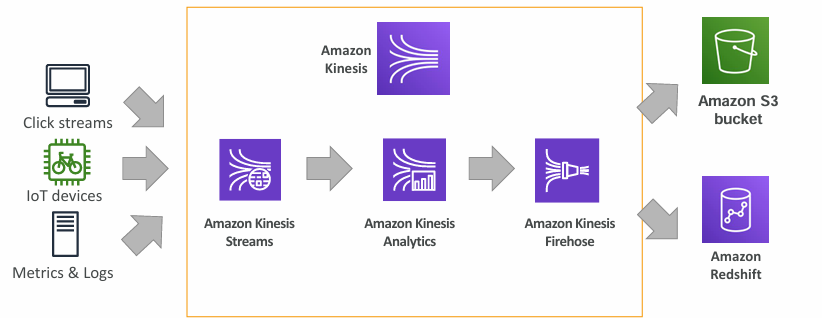 Amazon
Kinesis
Click streams
IoT devices
Metrics & Logs
Amazon Kinesis
Streams
Amazon Kinesis
Analytics
Amazon Kinesis
Firehose
Amazon S3
bucket
Amazon
Redshift